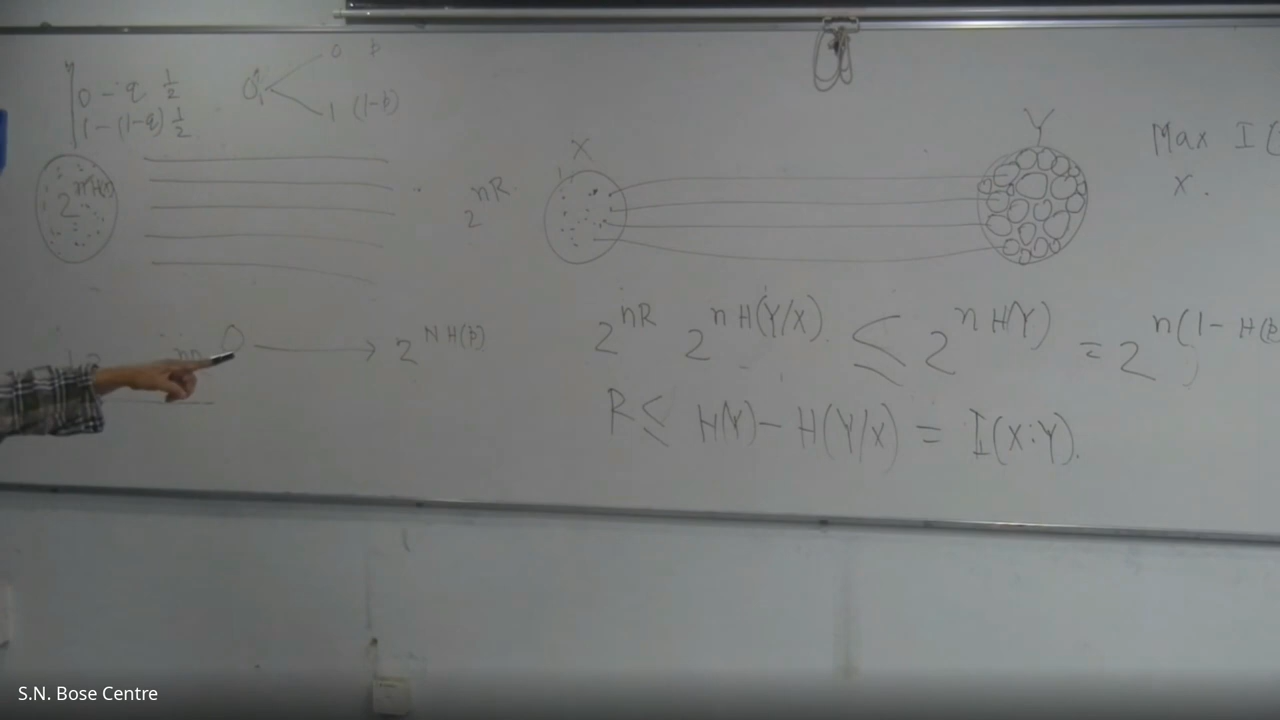 0 - q 1/2
1 - (1-q) 1/2
0 p
1 (1-p)
2^nH(
2^nR
X
Y
Max I(
X.
0 → 2^NH(p)
2^nR 2^nH(Y/X) ≤ 2^nH(Y) = 2^n(1-H(p
R ≤ H(Y) - H(Y/X) = I(X:Y).
S.N. Bose Centre